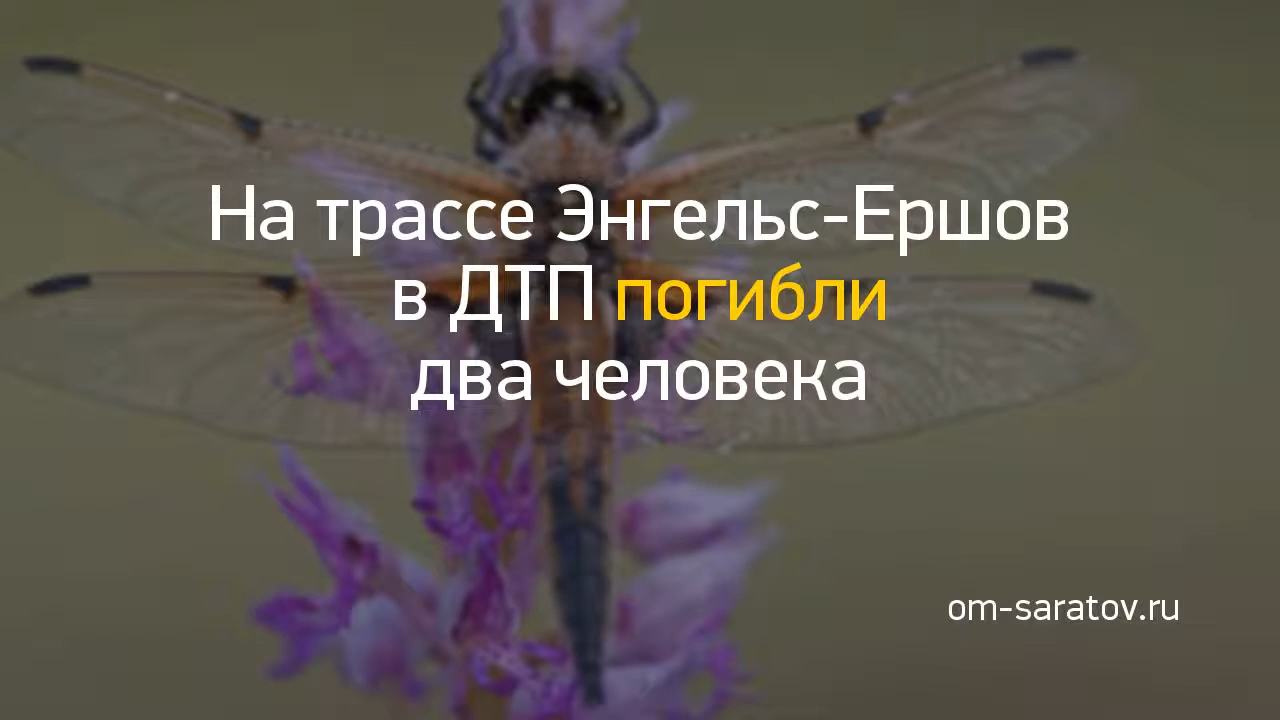 На трассе Энгельс-Ершов
в ДТП погибли
два человека
om-saratov.ru